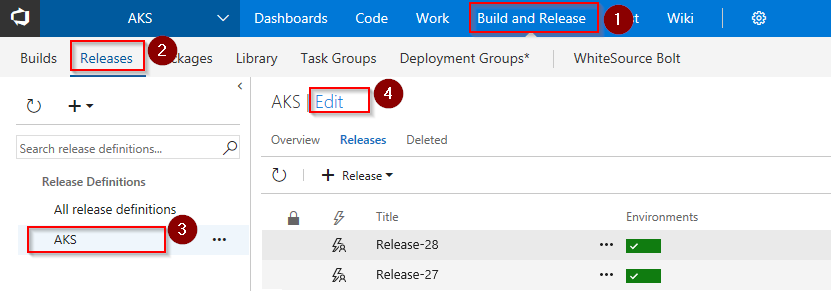 AKS Dashboards Code Work Build and Release 1 t Wiki
Builds Releases 2 ckages Library Task Groups Deployment Groups* WhiteSource Bolt
AKS | Edit 4
Overview Releases Deleted
Search release definitions...
+ Release
Release Definitions
All release definitions
AKS 3 ...
Title Environments
Release-28 ...
Release-27 ...